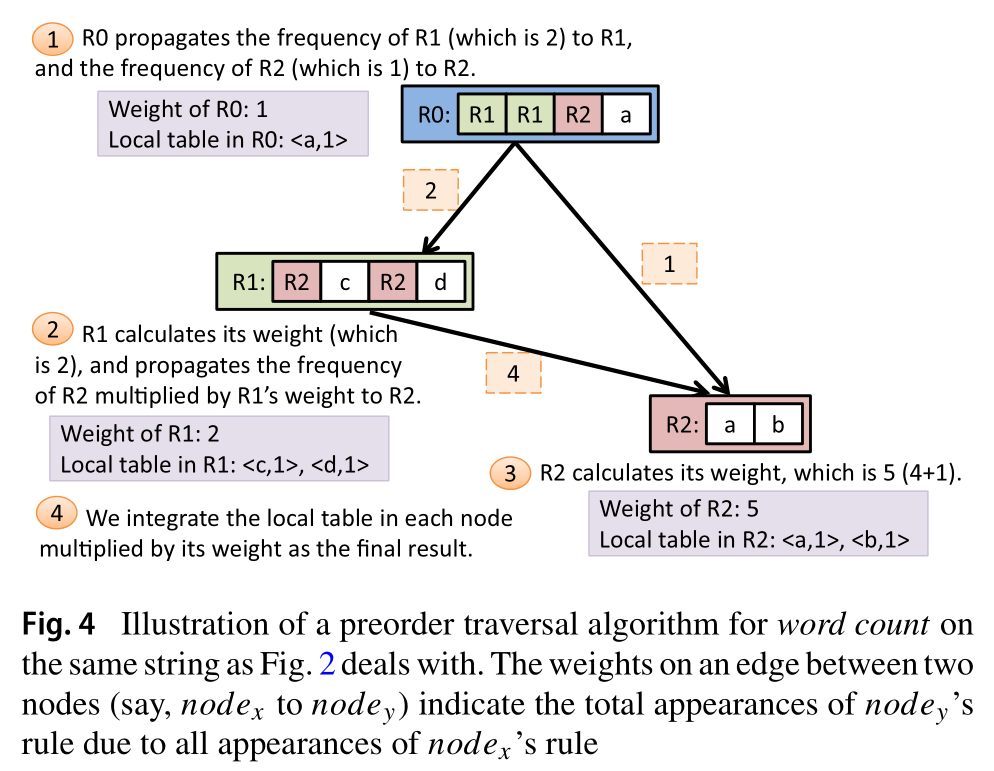 1 R0 propagates the frequency of R1 (which is 2) to R1,
and the frequency of R2 (which is 1) to R2.
Weight of R0: 1
Local table in R0: <a,1>
R0: R1 R1 R2 a
2
1
R1: R2 c R2 d
2 R1 calculates its weight (which
is 2), and propagates the frequency
of R2 multiplied by R1's weight to R2.
4
Weight of R1: 2
Local table in R1: <c,1>, <d,1>
R2: a b
3 R2 calculates its weight, which is 5 (4+1).
Weight of R2: 5
Local table in R2: <a,1>, <b,1>
4 We integrate the local table in each node
multiplied by its weight as the final result.
Fig. 4 Illustration of a preorder traversal algorithm for word count on
the same string as Fig. 2 deals with. The weights on an edge between two
nodes (say, node_x to node_y) indicate the total appearances of node_y's
rule due to all appearances of node_x's rule